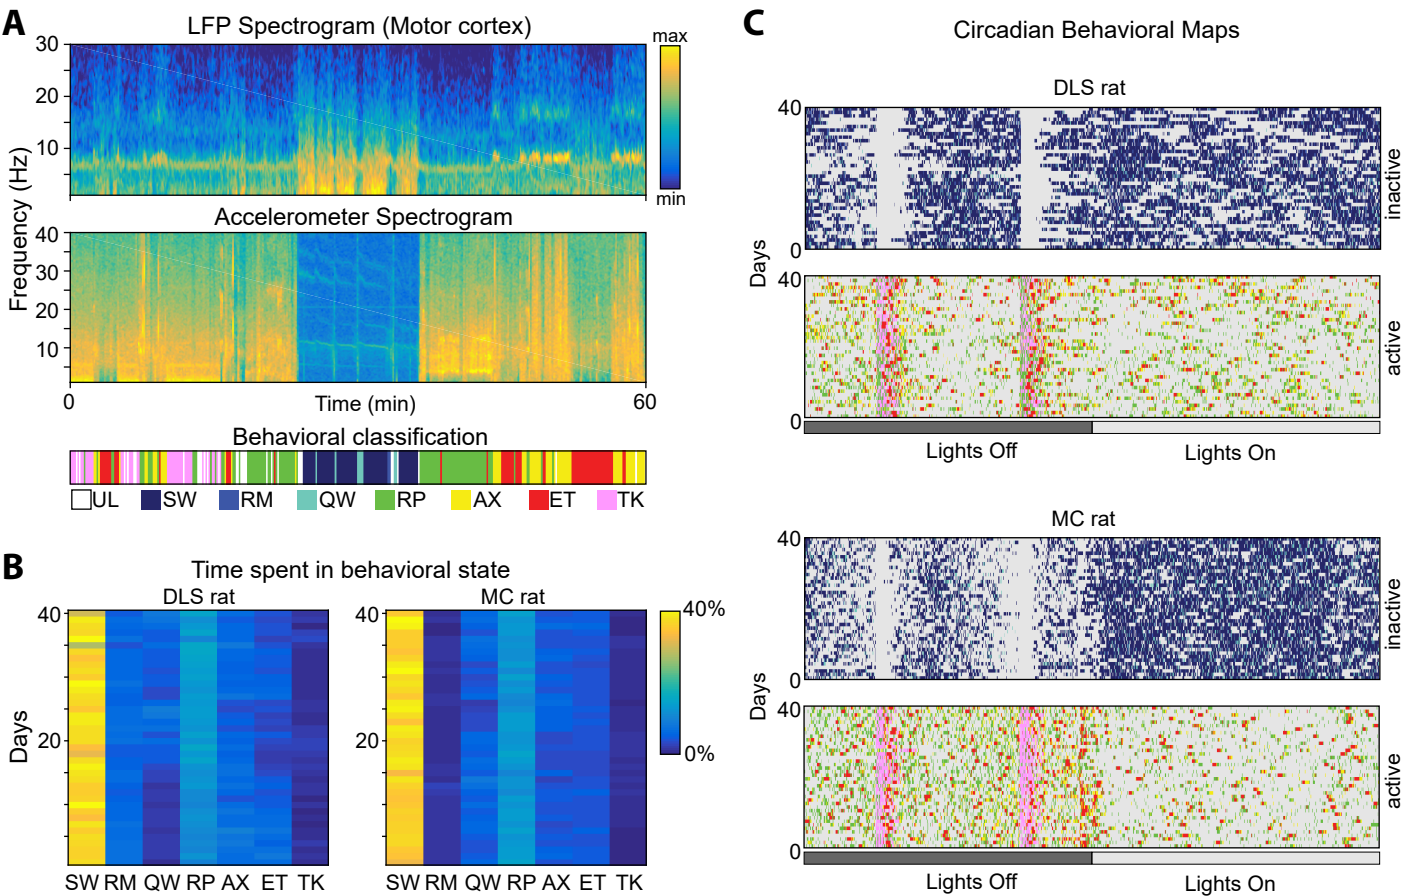 A
LFP Spectrogram (Motor cortex)
30
20
10
max
min
Frequency (Hz)
Accelerometer Spectrogram
40
30
20
10
0
Time (min)
60
Behavioral classification
UL SW RM QW RP AX ET TK
B
Time spent in behavioral state
DLS rat
MC rat
40
20
40
20
Days
40%
0%
SW RM QW RP AX ET TK
SW RM QW RP AX ET TK
C
Circadian Behavioral Maps
DLS rat
40
0
inactive
Days
40
0
active
Lights Off
Lights On
MC rat
40
0
inactive
Days
40
0
active
Lights Off
Lights On